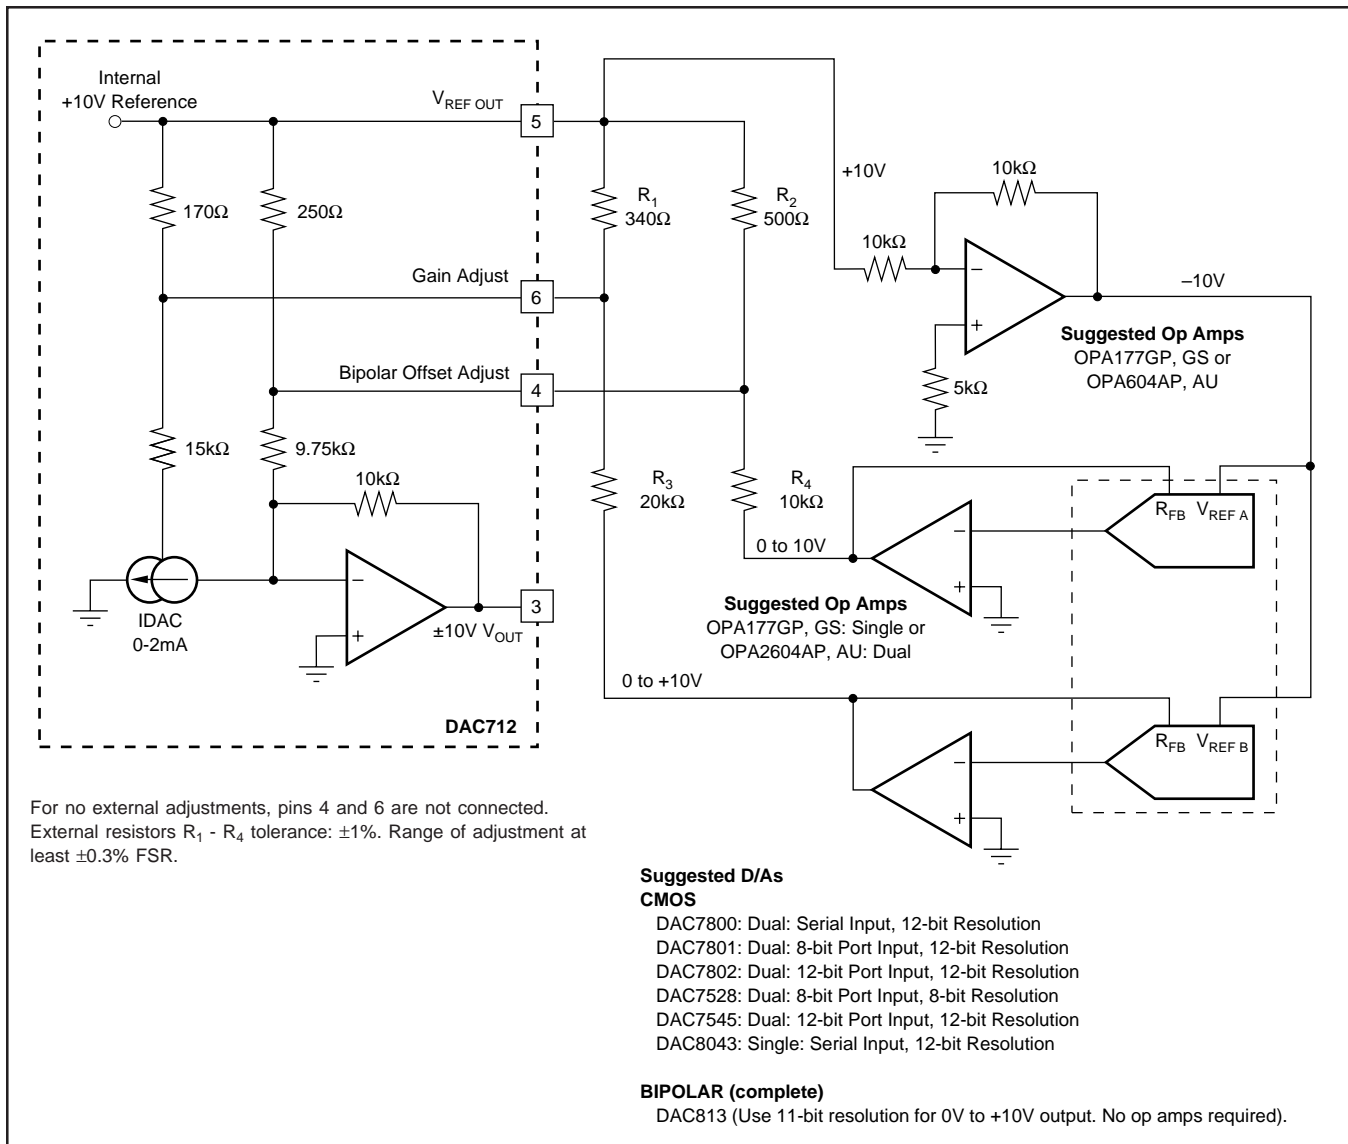 Internal
+10V Reference
V_REF OUT
5
170Ω
250Ω
R_1
340Ω
R_2
500Ω
+10V
10kΩ
10kΩ
–
+
–10V
Gain Adjust
6
Suggested Op Amps
OPA177GP, GS or
OPA604AP, AU
5kΩ
Bipolar Offset Adjust
4
15kΩ
9.75kΩ
10kΩ
R_3
20kΩ
R_4
10kΩ
R_FB V_REF A
0 to 10V
–
+
–
+
IDAC
0-2mA
±10V V_OUT
3
Suggested Op Amps
OPA177GP, GS: Single or
OPA2604AP, AU: Dual
0 to +10V
DAC712
R_FB V_REF B
–
+
For no external adjustments, pins 4 and 6 are not connected.
External resistors R_1 - R_4 tolerance: ±1%. Range of adjustment at
least ±0.3% FSR.
Suggested D/As
CMOS
DAC7800: Dual: Serial Input, 12-bit Resolution
DAC7801: Dual: 8-bit Port Input, 12-bit Resolution
DAC7802: Dual: 12-bit Port Input, 12-bit Resolution
DAC7528: Dual: 8-bit Port Input, 8-bit Resolution
DAC7545: Dual: 12-bit Port Input, 12-bit Resolution
DAC8043: Single: Serial Input, 12-bit Resolution
BIPOLAR (complete)
DAC813 (Use 11-bit resolution for 0V to +10V output. No op amps required).